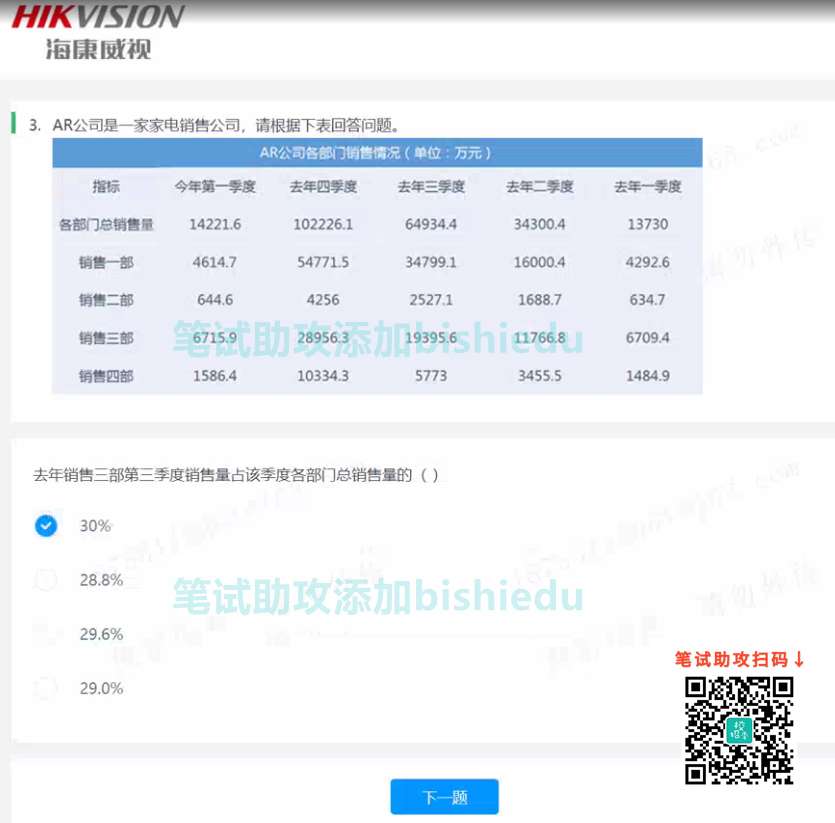 HIKVISION
海康威视
3. AR公司是一家家电销售公司，请根据下表回答问题。
AR公司各部门销售情况（单位：万元）
指标 今年第一季度 去年四季度 去年三季度 去年二季度 去年一季度
各部门总销售量 14221.6 102226.1 64934.4 34300.4 13730
销售一部 4614.7 54771.5 34799.1 16000.4 4292.6
销售二部 644.6 4256 2527.1 1688.7 634.7
销售三部 6715.9 28956.3 19395.6 11766.8 6709.4
笔试助攻添加bishiedu
销售四部 1586.4 10334.3 5773 3455.5 1484.9
去年销售三部第三季度销售量占该季度各部门总销售量的（ ）
30%
28.8%
笔试助攻添加bishiedu
29.6%
笔试助攻扫码↓
29.0%
下一题